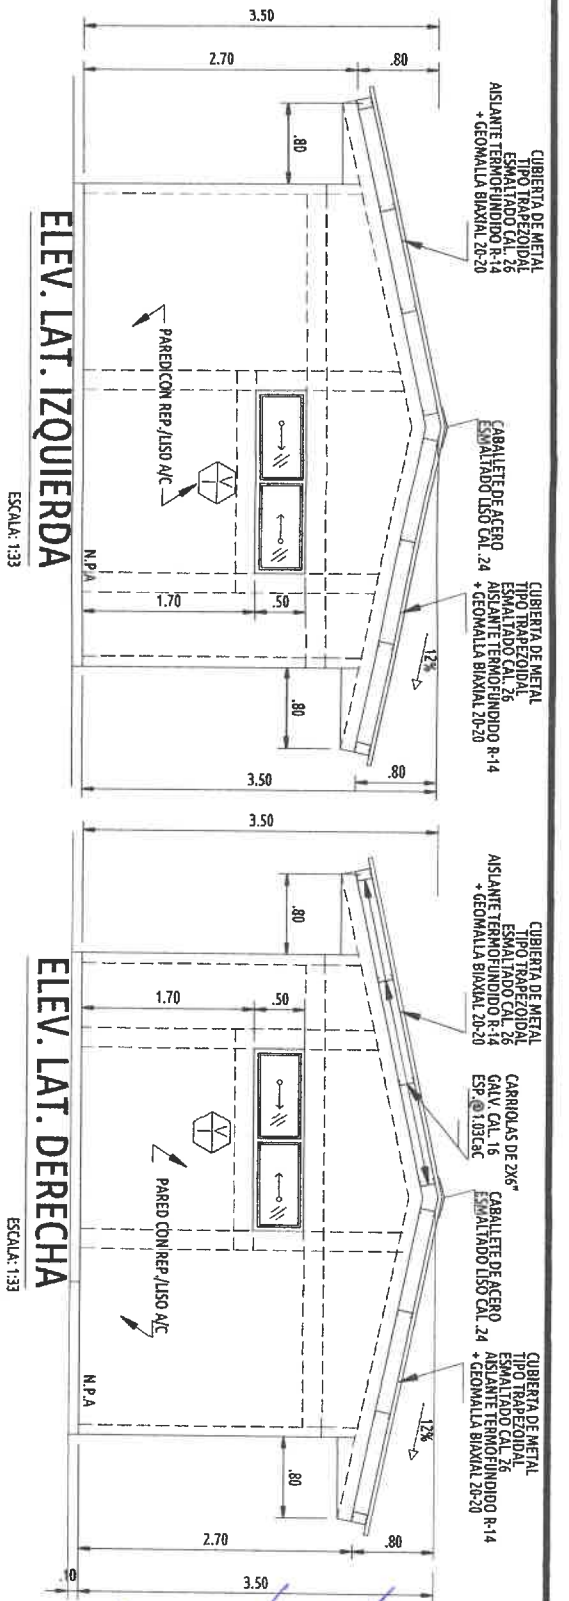 CUBIERTA DE METAL
TIPO TRAPEZOIDAL
ESMALTADO CAL. 26
AISLANTE TERMOFUNDIDO R-14
+ GEOMALLA BIAXIAL 20-20
CABALLETE DE ACERO
ESMALTADO LISO CAL .24
CUBIERTA DE METAL
TIPO TRAPEZOIDAL
ESMALTADO CAL. 26
AISLANTE TERMOFUNDIDO R-14
+ GEOMALLA BIAXIAL 20-20
12%
3.50
2.70
.80
.80
PARED CON REP./LISO A/C
V
1
1.70
.50
N.P.A
.80
.80
3.50
ELEV. LAT. IZQUIERDA
ESCALA: 1:33
CUBIERTA DE METAL
TIPO TRAPEZOIDAL
ESMALTADO CAL. 26
AISLANTE TERMOFUNDIDO R-14
+ GEOMALLA BIAXIAL 20-20
CARRIOLAS DE 2X6"
GALV. CAL. 16
ESP.@1.03CaC
CABALLETE DE ACERO
ESMALTADO LISO CAL .24
CUBIERTA DE METAL
TIPO TRAPEZOIDAL
ESMALTADO CAL. 26
AISLANTE TERMOFUNDIDO R-14
+ GEOMALLA BIAXIAL 20-20
12%
3.50
.80
1.70
.50
V
1
PARED CON REP./LISO A/C
N.P.A
.80
2.70
.80
3.50
.10
ELEV. LAT. DERECHA
ESCALA: 1:33